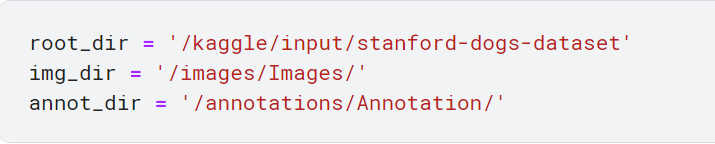 root_dir = '/kaggle/input/stanford-dogs-dataset'
img_dir = '/images/Images/'
annot_dir = '/annotations/Annotation/'